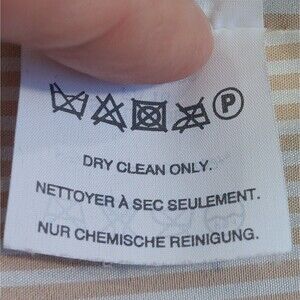 P
DRY CLEAN ONLY.
NETTOYER À SEC SEULEMENT.
NUR CHEMISCHE REINIGUNG.